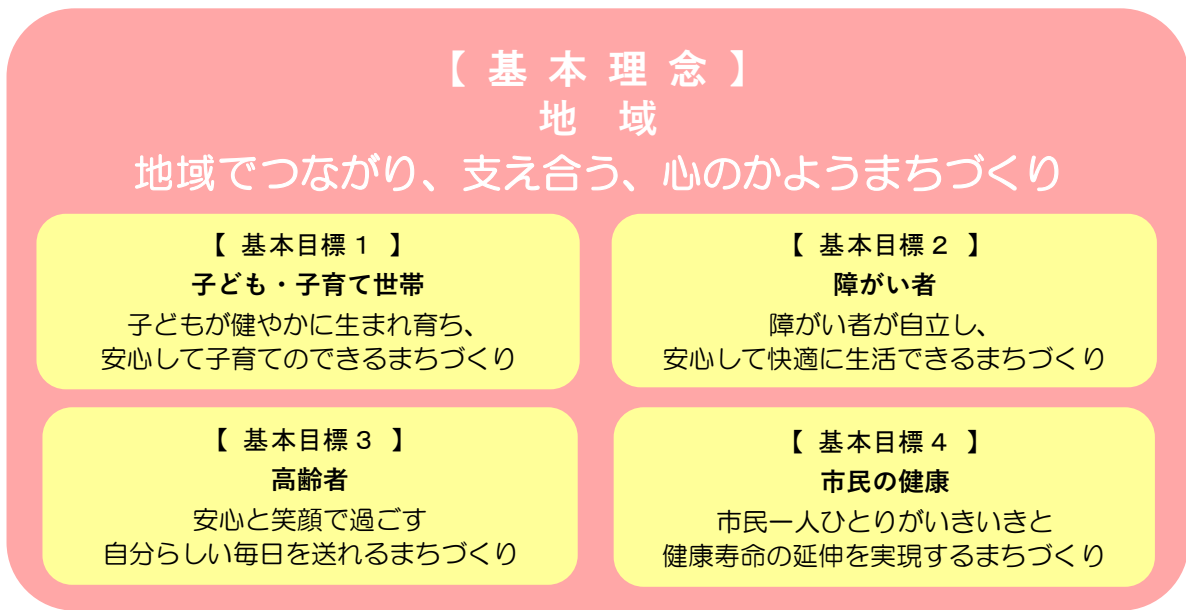 【 基 本 理 念 】
地 域
地域でつながり、支え合う、心のかようまちづくり
【 基本目標１ 】
子ども・子育て世帯
子どもが健やかに生まれ育ち、
安心して子育てのできるまちづくり
【 基本目標２ 】
障がい者
障がい者が自立し、
安心して快適に生活できるまちづくり
【 基本目標３ 】
高齢者
安心と笑顔で過ごす
自分らしい毎日を送れるまちづくり
【 基本目標４ 】
市民の健康
市民一人ひとりがいきいきと
健康寿命の延伸を実現するまちづくり